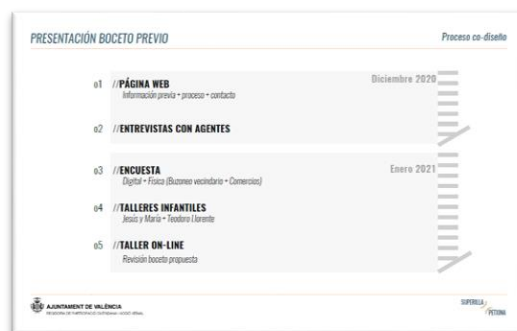 PRESENTACIÓN BOCETO PREVIO
Proceso co-diseño
Diciembre 2020
01 //PÁGINA WEB
Información previa + proceso + contacto
02 //ENTREVISTAS CON AGENTES
Enero 2021
03 //ENCUESTA
Digital + Física (Buzoneo vecindario + Comercios)
04 //TALLERES INFANTILES
Jesús y María + Teodoro Llorente
05 //TALLER ON-LINE
Revisión boceto propuesta
AJUNTAMENT DE VALÈNCIA
SUPERILLA
PETXINA